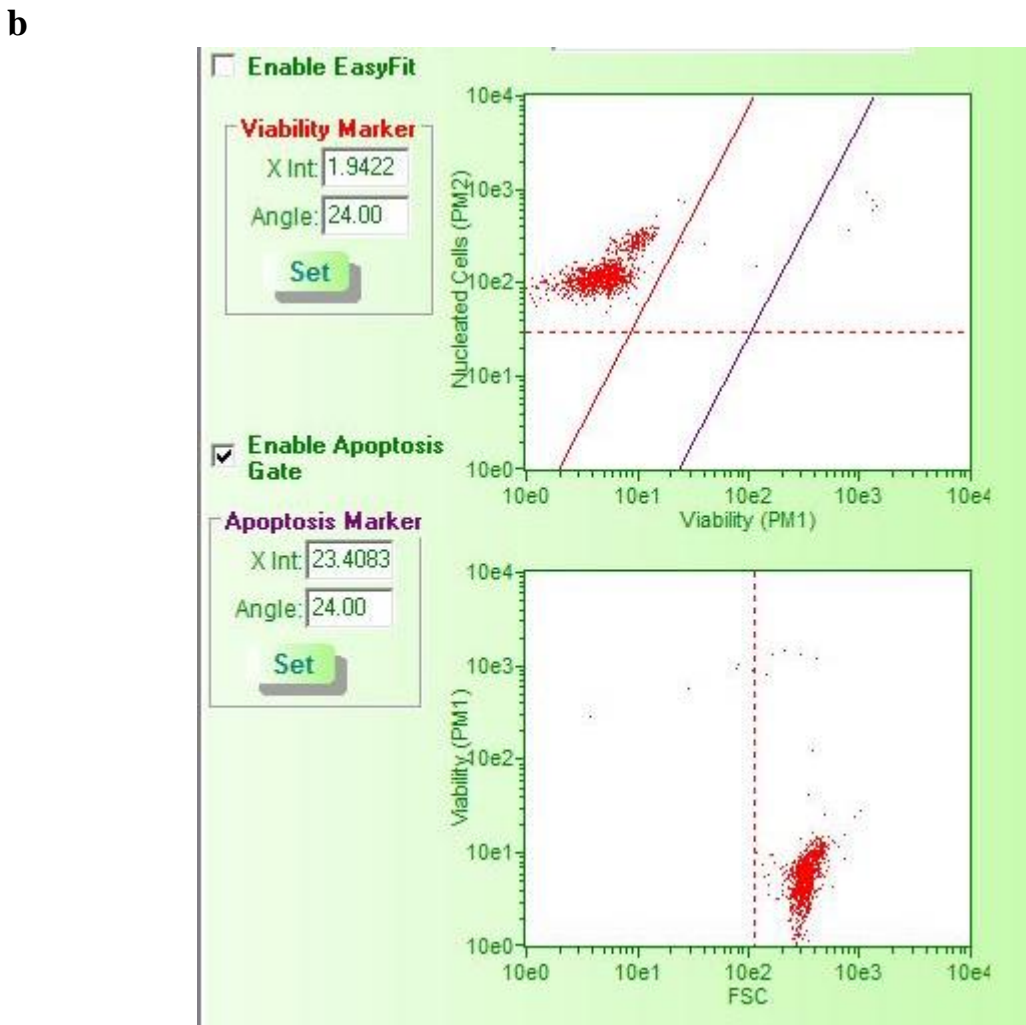 b
Enable EasyFit
Viability Marker
X Int: 1.9422
Angle: 24.00
Set
Enable Apoptosis
Gate
Apoptosis Marker
X Int: 23.4083
Angle: 24.00
Set
Nucleated Cells (PM2)
10e4
10e3
10e2
10e1
10e0
10e0 10e1 10e2 10e3 10e4
Viability (PM1)
Viability (PM1)
10e4
10e3
10e2
10e1
10e0
10e0 10e1 10e2 10e3 10e4
FSC